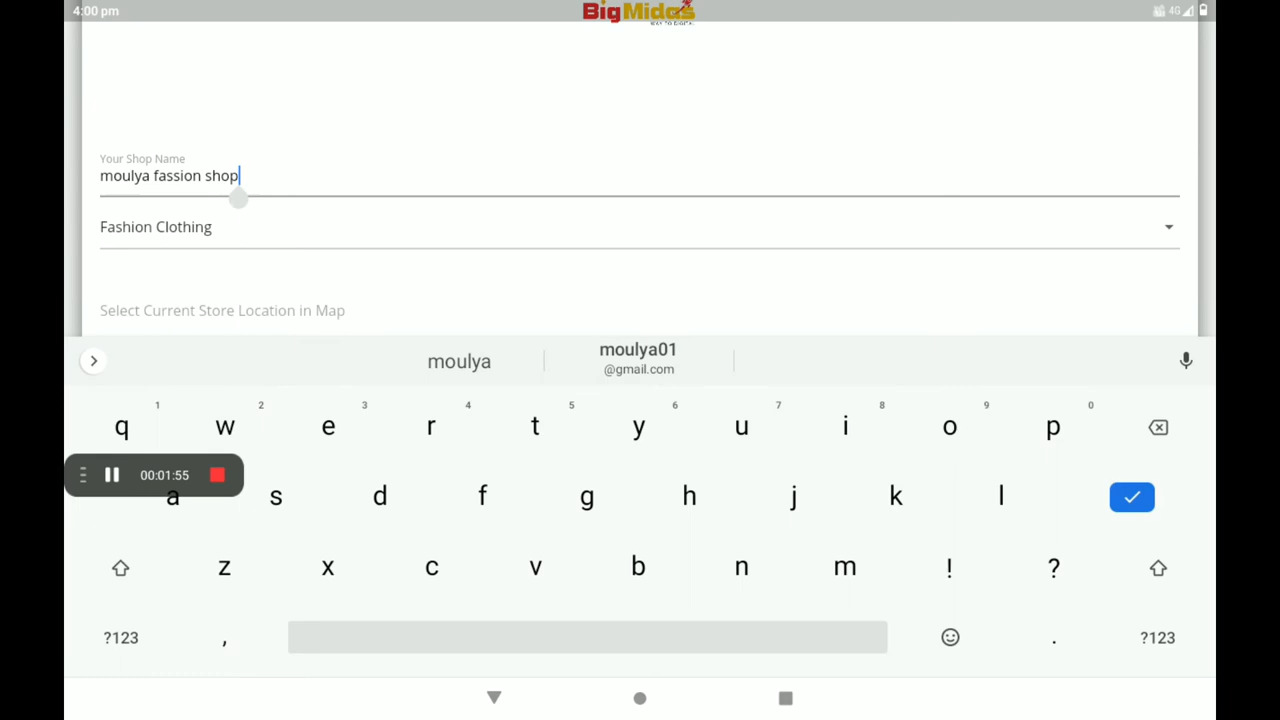 4:00 pm
BigMidas
4G
Your Shop Name
moulya fassion shop
Fashion Clothing
Select Current Store Location in Map
moulya
moulya01
@gmail.com
1 2 3 4 5 6 7 8 9 0
q w e r t y u i o p
00:01:55
a s d f g h j k l
z x c v b n m ! ?
?123 , . ?123